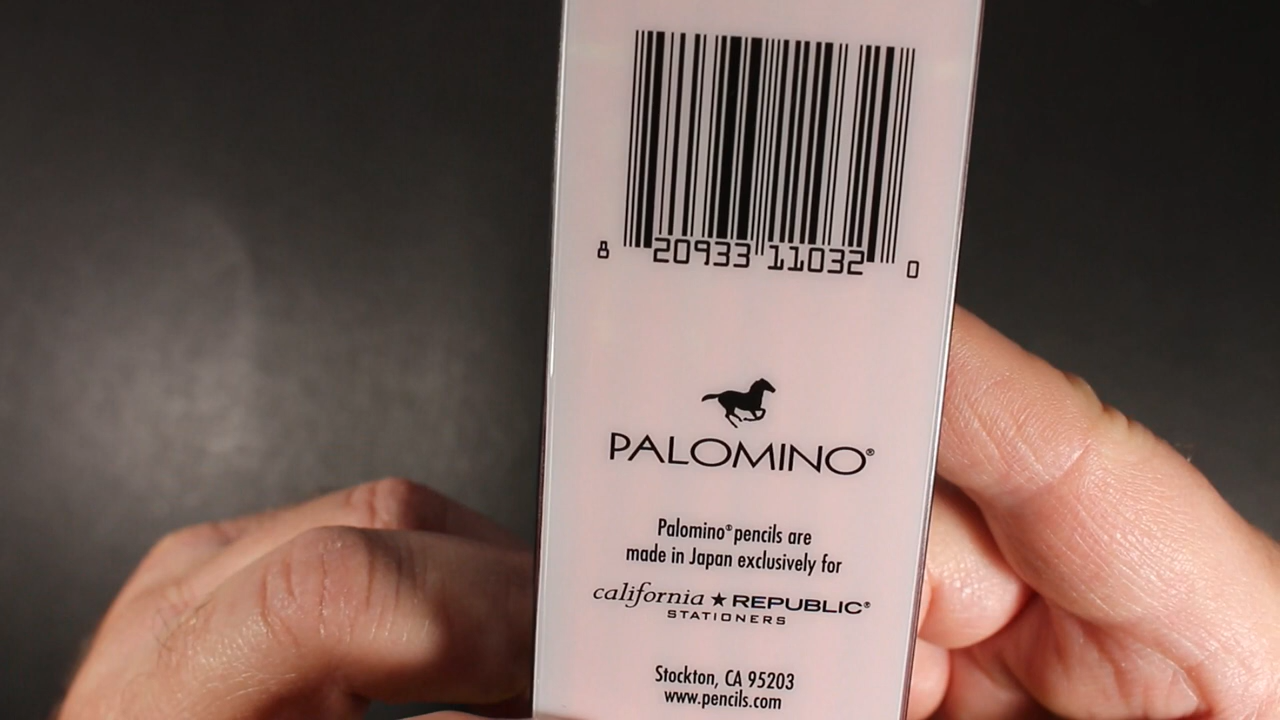 8 20933 11032 0
PALOMINO®
Palomino® pencils are
made in Japan exclusively for
california ★ REPUBLIC®
STATIONERS
Stockton, CA 95203
www.pencils.com